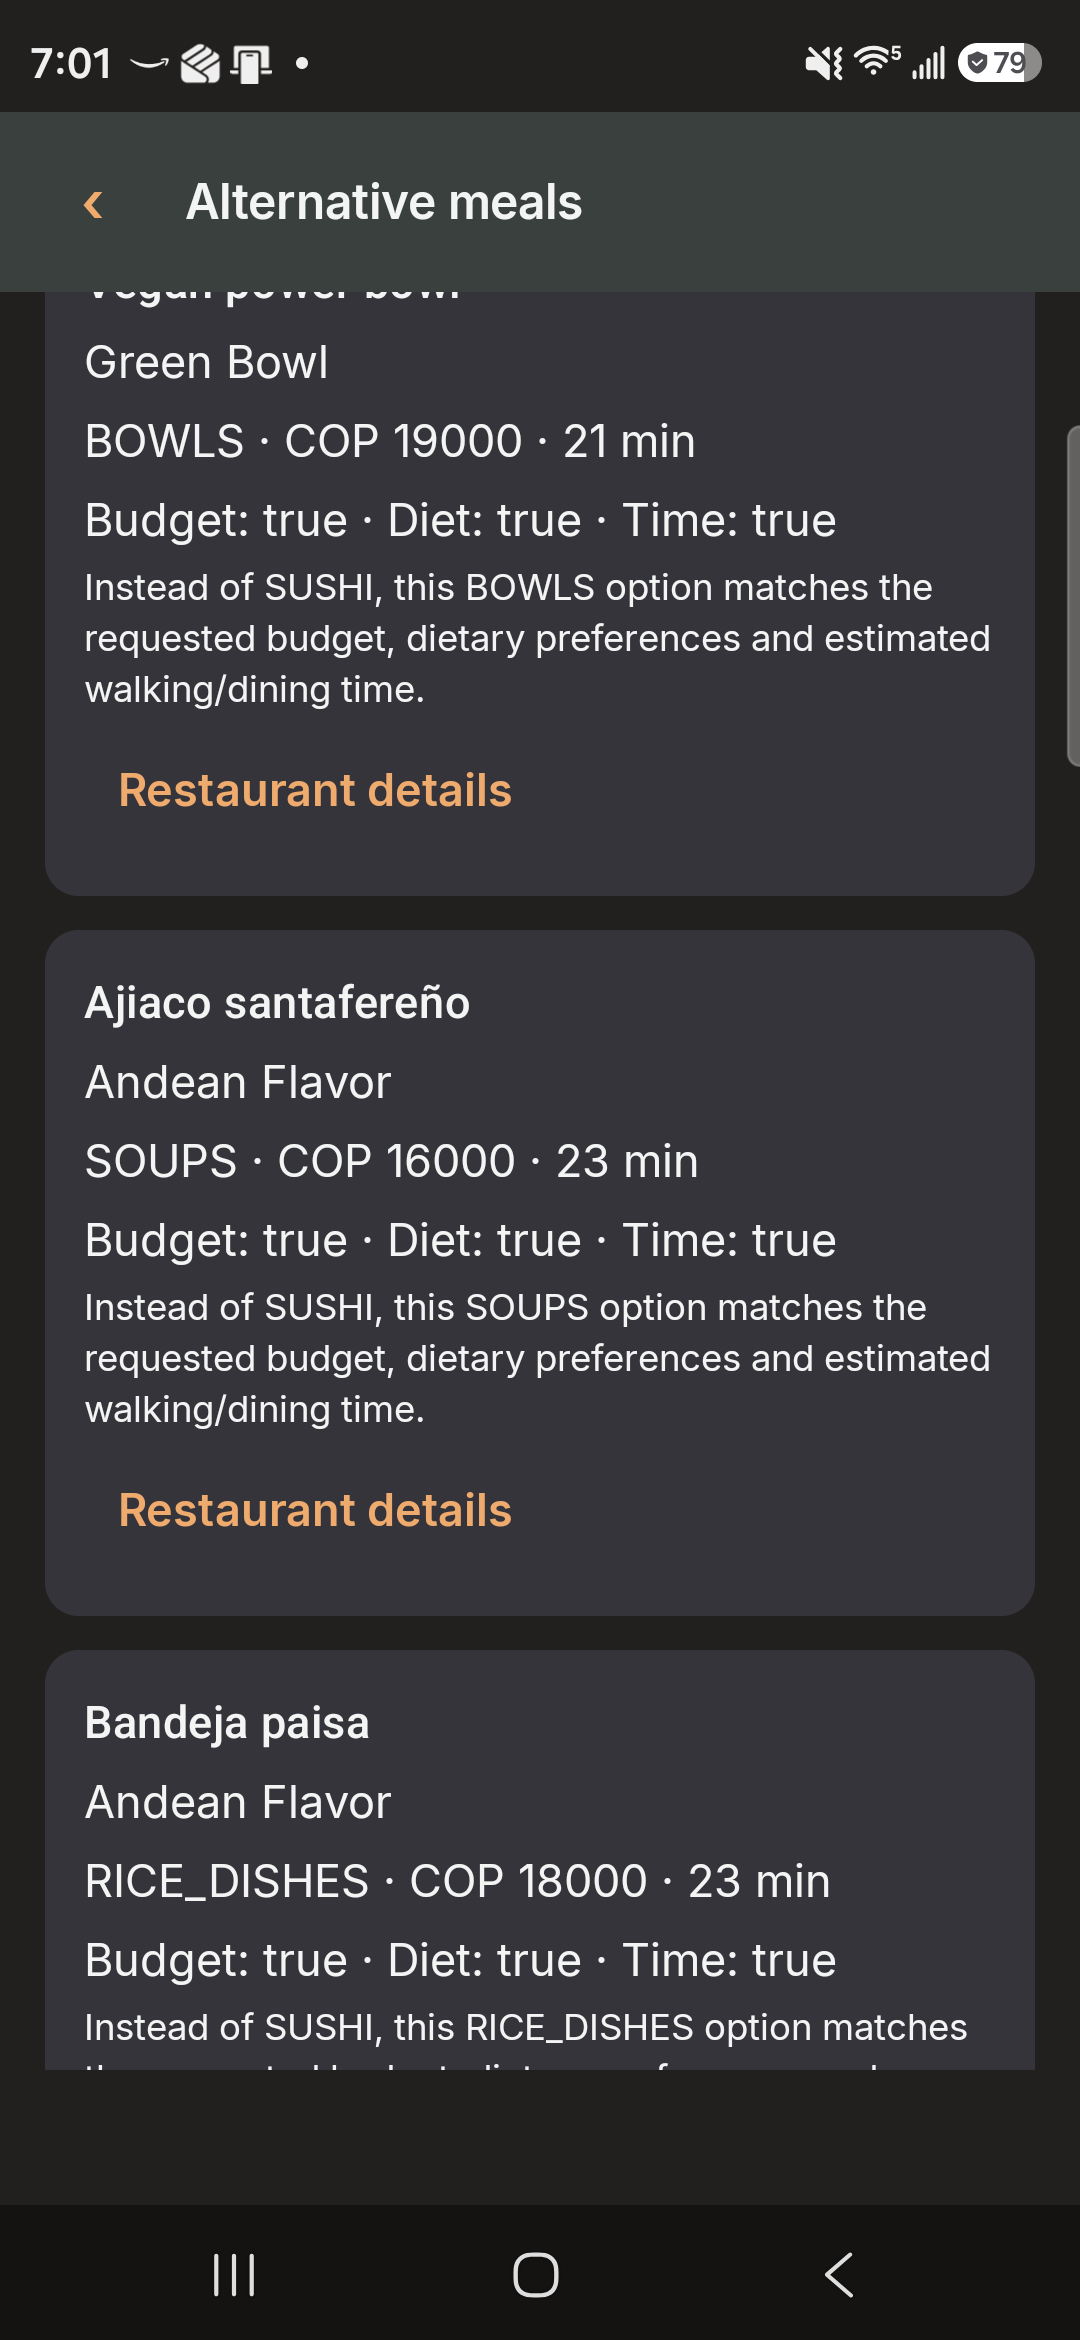 7:01
5
79
‹ Alternative meals
Vegan power bowl
Green Bowl
BOWLS · COP 19000 · 21 min
Budget: true · Diet: true · Time: true
Instead of SUSHI, this BOWLS option matches the
requested budget, dietary preferences and estimated
walking/dining time.
Restaurant details
Ajiaco santafereño
Andean Flavor
SOUPS · COP 16000 · 23 min
Budget: true · Diet: true · Time: true
Instead of SUSHI, this SOUPS option matches the
requested budget, dietary preferences and estimated
walking/dining time.
Restaurant details
Bandeja paisa
Andean Flavor
RICE_DISHES · COP 18000 · 23 min
Budget: true · Diet: true · Time: true
Instead of SUSHI, this RICE_DISHES option matches